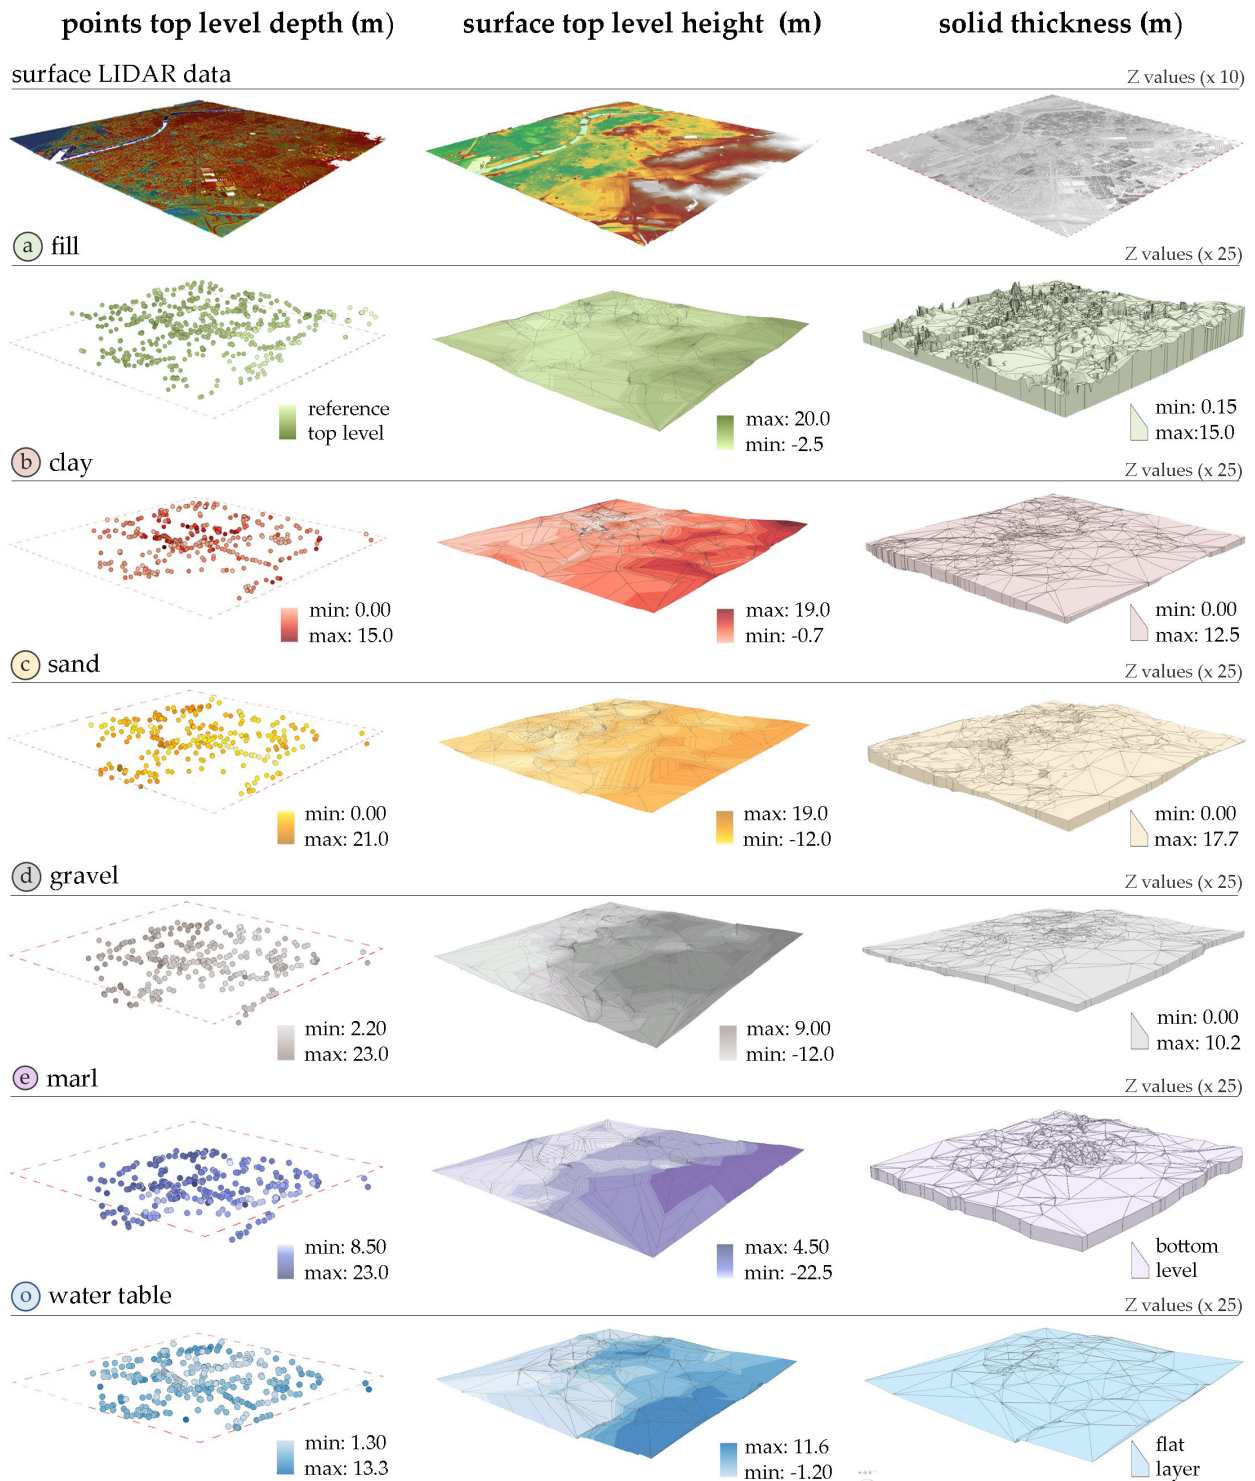 points top level depth (m)
surface top level height (m)
solid thickness (m)
surface LIDAR data
Z values (x 10)
a fill
Z values (x 25)
reference
top level
max: 20.0
min: -2.5
min: 0.15
max:15.0
b clay
Z values (x 25)
min: 0.00
max: 15.0
max: 19.0
min: -0.7
min: 0.00
max: 12.5
c sand
Z values (x 25)
min: 0.00
max: 21.0
max: 19.0
min: -12.0
min: 0.00
max: 17.7
d gravel
Z values (x 25)
min: 2.20
max: 23.0
max: 9.00
min: -12.0
min: 0.00
max: 10.2
e marl
Z values (x 25)
min: 8.50
max: 23.0
max: 4.50
min: -22.5
bottom
level
o water table
Z values (x 25)
min: 1.30
max: 13.3
max: 11.6
min: -1.20
flat
layer